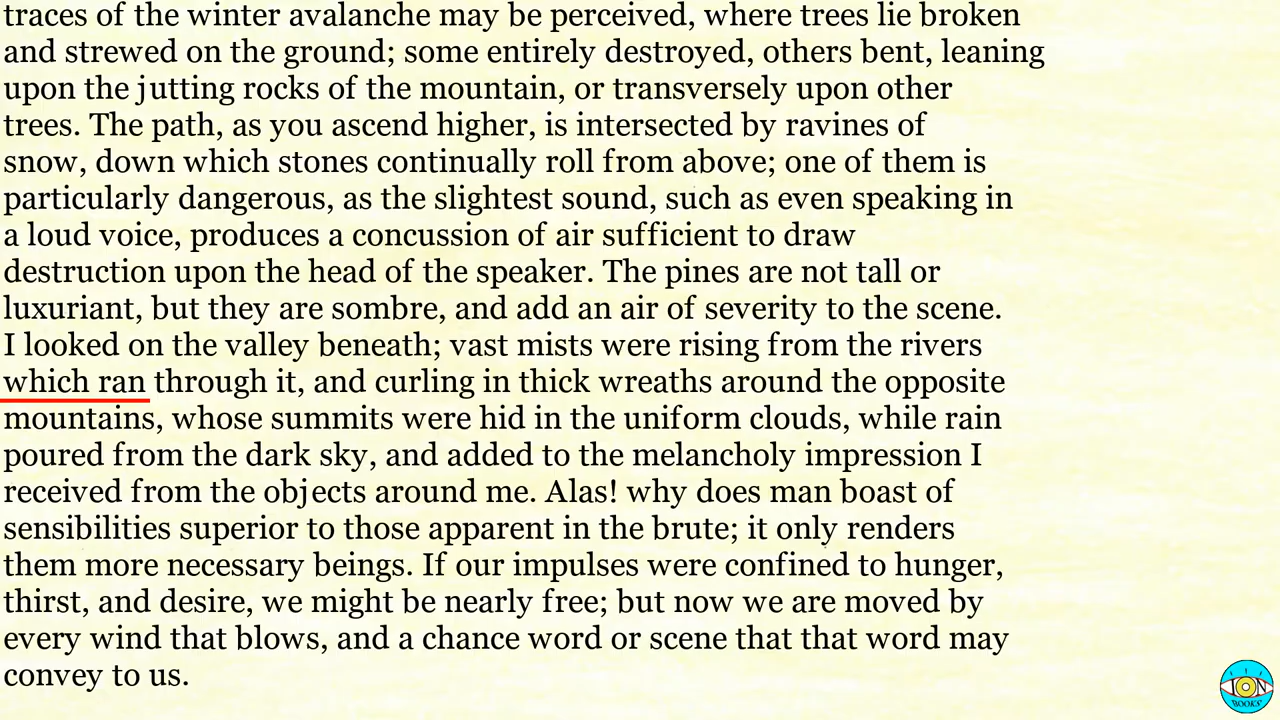 traces of the winter avalanche may be perceived, where trees lie broken
and strewed on the ground; some entirely destroyed, others bent, leaning
upon the jutting rocks of the mountain, or transversely upon other
trees. The path, as you ascend higher, is intersected by ravines of
snow, down which stones continually roll from above; one of them is
particularly dangerous, as the slightest sound, such as even speaking in
a loud voice, produces a concussion of air sufficient to draw
destruction upon the head of the speaker. The pines are not tall or
luxuriant, but they are sombre, and add an air of severity to the scene.
I looked on the valley beneath; vast mists were rising from the rivers
which ran through it, and curling in thick wreaths around the opposite
mountains, whose summits were hid in the uniform clouds, while rain
poured from the dark sky, and added to the melancholy impression I
received from the objects around me. Alas! why does man boast of
sensibilities superior to those apparent in the brute; it only renders
them more necessary beings. If our impulses were confined to hunger,
thirst, and desire, we might be nearly free; but now we are moved by
every wind that blows, and a chance word or scene that that word may
convey to us.
ION
BOOKS